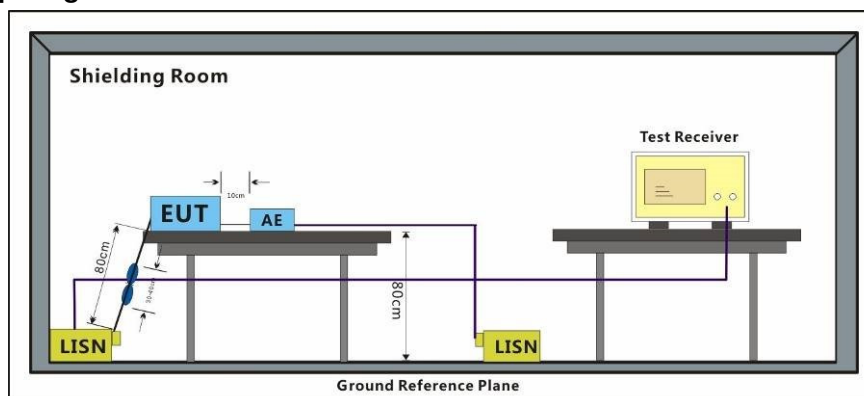 Shielding Room
Test Receiver
10cm
EUT
AE
80cm
80cm
LISN
LISN
Ground Reference Plane